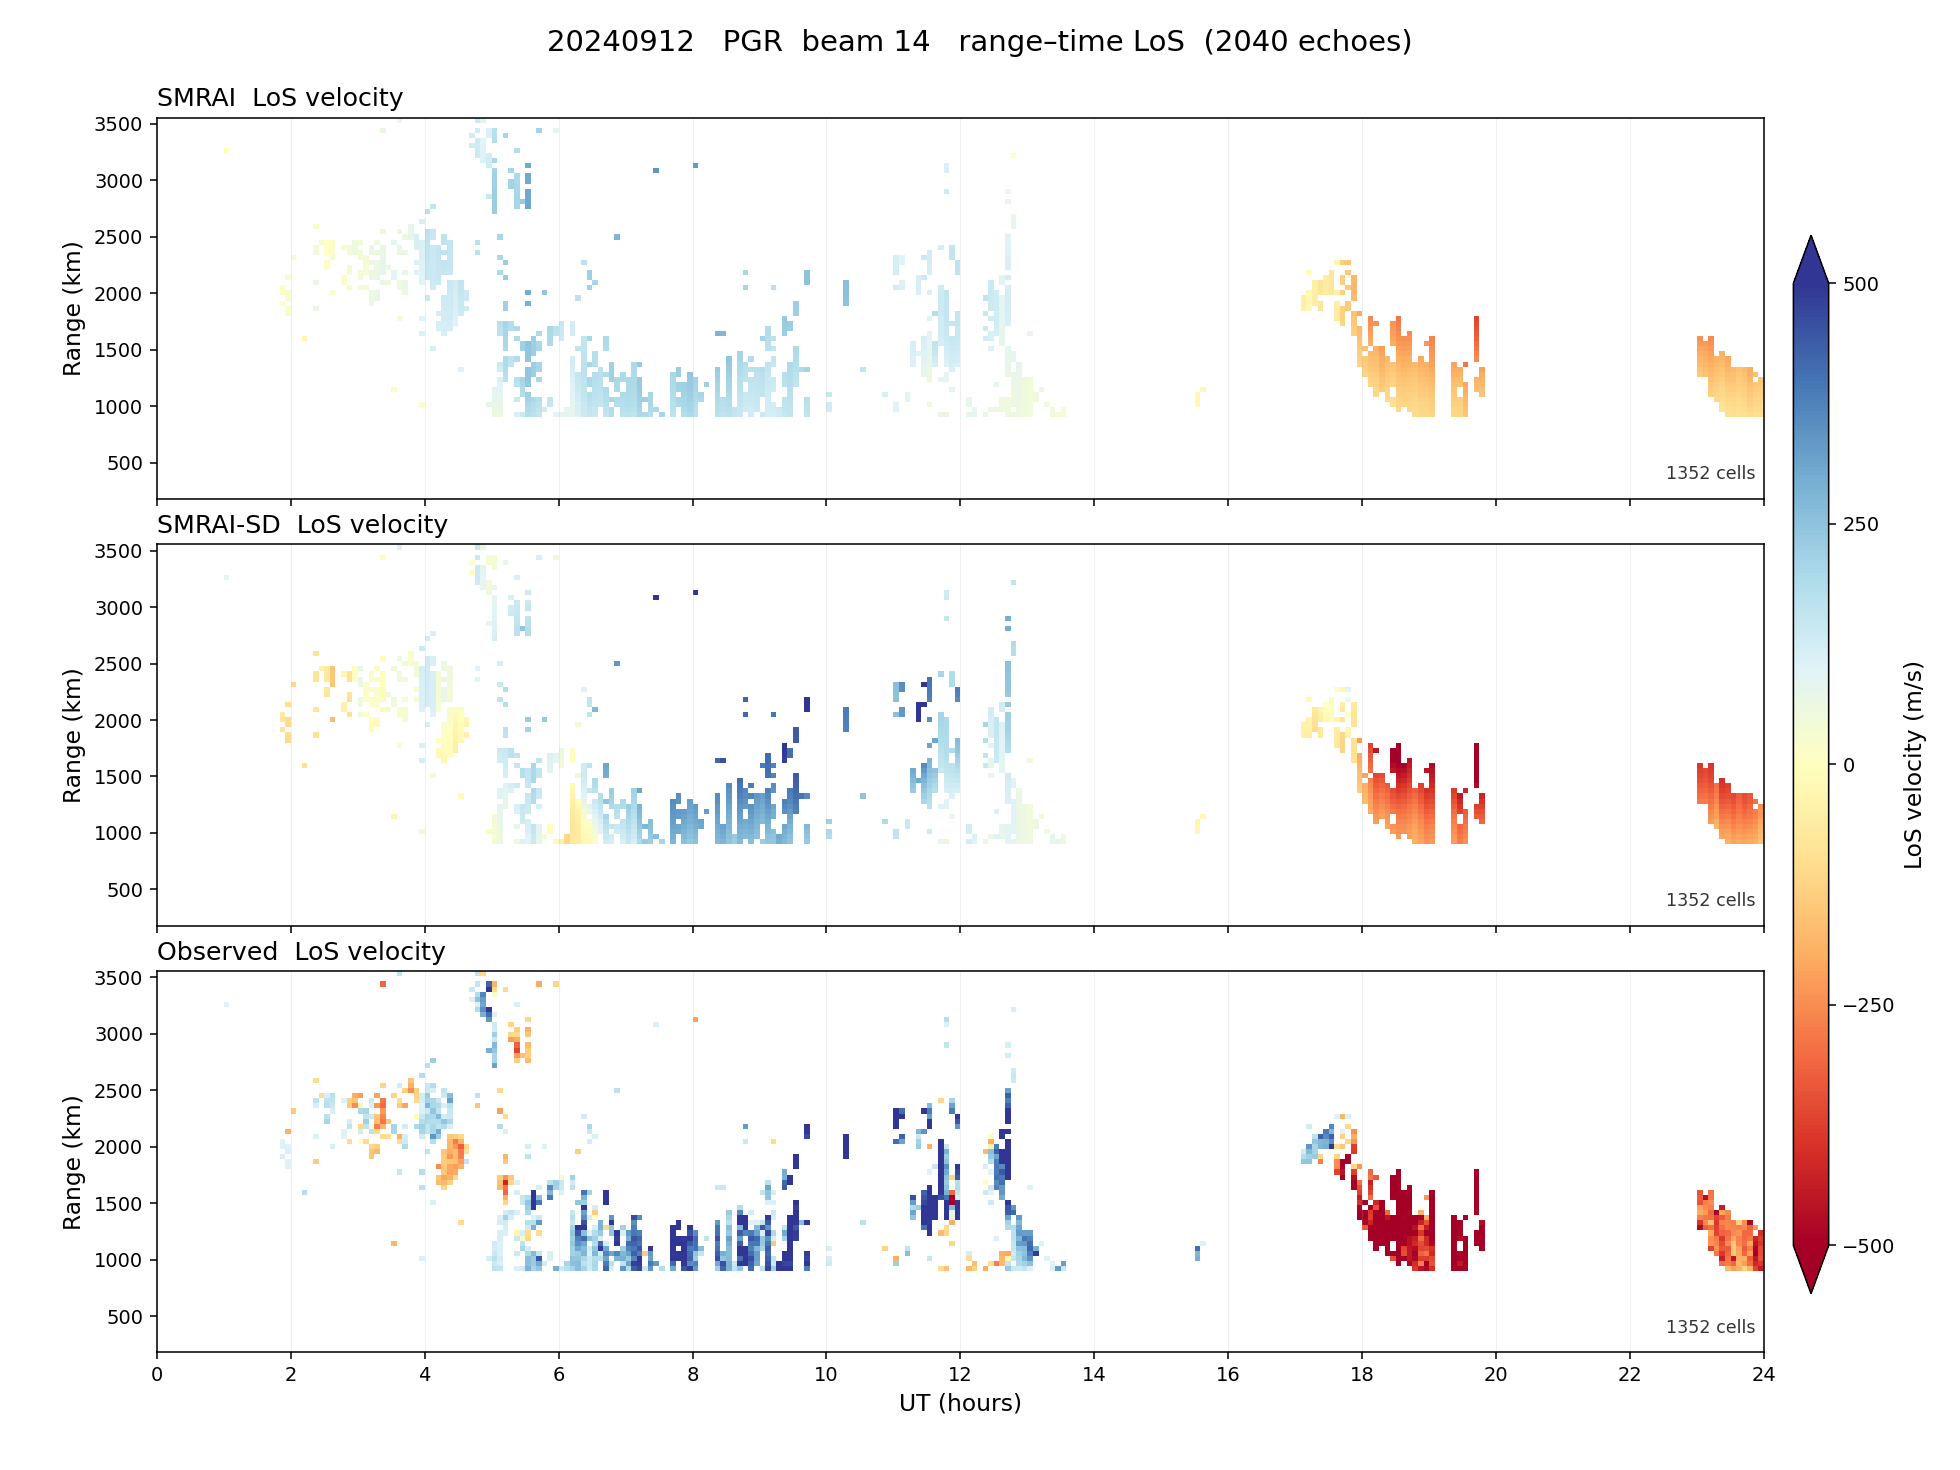 20240912   PGR  beam 14   range–time LoS  (2040 echoes)
SMRAI  LoS velocity
3500
3000
2500
2000
1500
1000
500
Range (km)
1352 cells
SMRAI-SD  LoS velocity
3500
3000
2500
2000
1500
1000
500
Range (km)
1352 cells
Observed  LoS velocity
3500
3000
2500
2000
1500
1000
500
Range (km)
1352 cells
0 2 4 6 8 10 12 14 16 18 20 22 24
UT (hours)
500
250
0
−250
−500
LoS velocity (m/s)